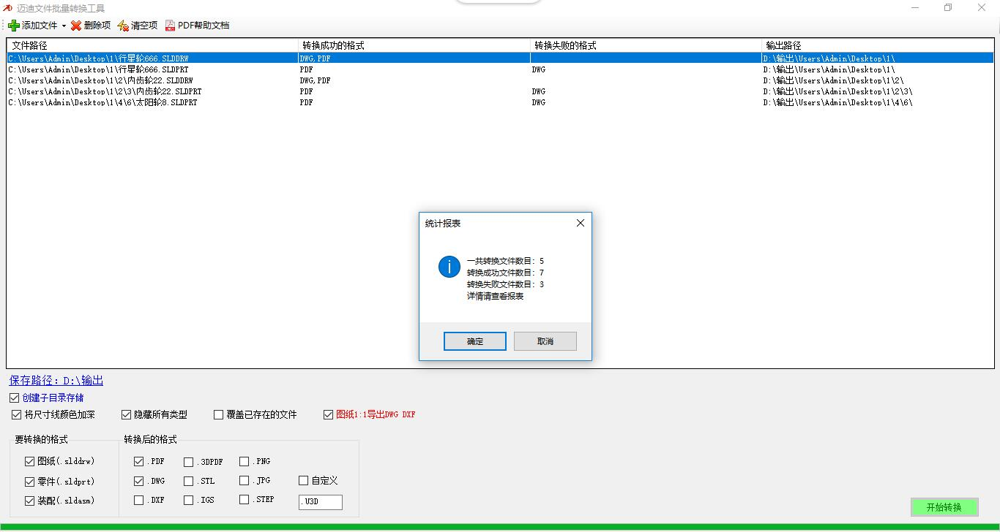 迈迪文件批量转换工具
添加文件 删除项 清空项 PDF帮助文档
文件路径 转换成功的格式 转换失败的格式 输出路径
C:\Users\Admin\Desktop\1\行星轮666.SLDDRW DWG,PDF D:\输出\Users\Admin\Desktop\1\
C:\Users\Admin\Desktop\1\行星轮666.SLDPRT PDF DWG D:\输出\Users\Admin\Desktop\1\
C:\Users\Admin\Desktop\1\2\内齿轮22.SLDDRW DWG,PDF D:\输出\Users\Admin\Desktop\1\2\
C:\Users\Admin\Desktop\1\2\3\内齿轮22.SLDPRT PDF DWG D:\输出\Users\Admin\Desktop\1\2\3\
C:\Users\Admin\Desktop\1\4\6\太阳轮8.SLDPRT PDF DWG D:\输出\Users\Admin\Desktop\1\4\6\
统计报表
一共转换文件数目：5
转换成功文件数目：7
转换失败文件数目：3
详情请查看报表
确定 取消
保存路径：D:\输出
创建子目录存储
将尺寸线颜色加深 隐藏所有类型 覆盖已存在的文件 图纸1:1导出DWG DXF
要转换的格式 转换后的格式
图纸(.slddrw) .PDF .3DPDF .PNG
零件(.sldprt) .DWG .STL .JPG 自定义
装配(.sldasm) .DXF .IGS .STEP .U3D
开始转换